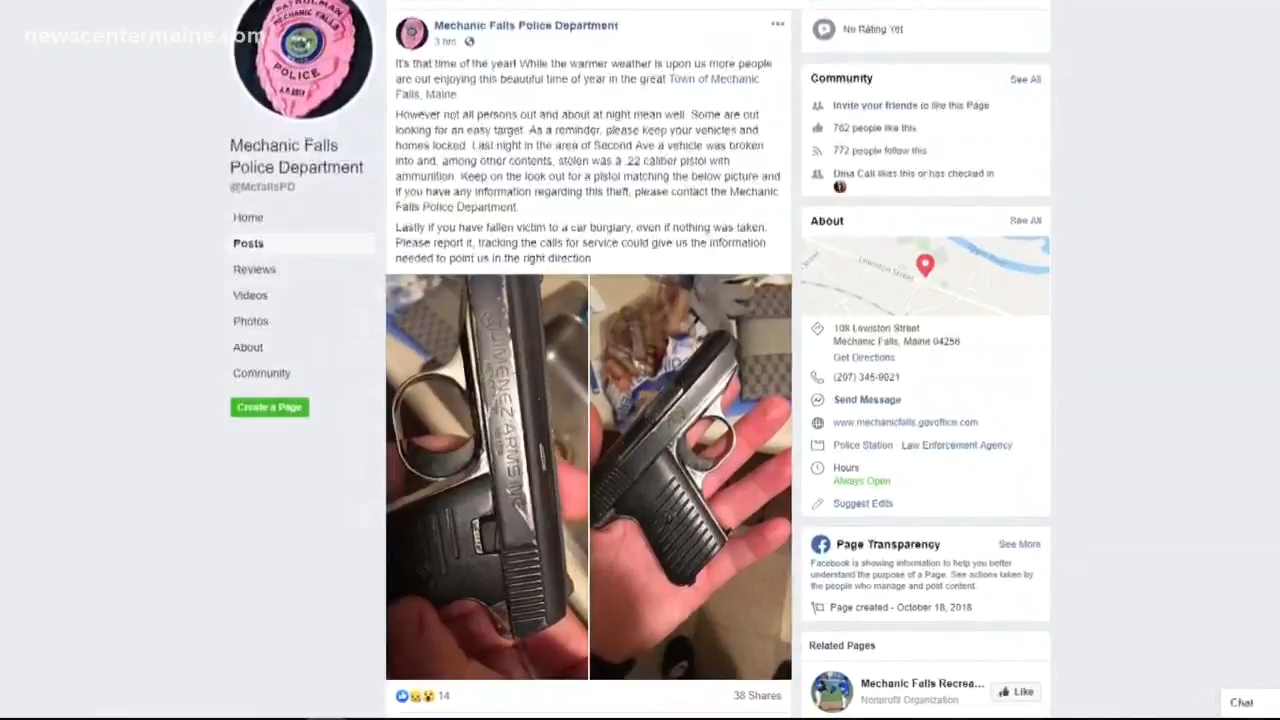 newscentermaine.com
PATROLMAN
MECHANIC FALLS
POLICE
Mechanic Falls
Police Department
@McfallsPD
Home
Posts
Reviews
Videos
Photos
About
Community
Create a Page
Mechanic Falls Police Department
3 hrs
It's that time of the year! While the warmer weather is upon us more people
are out enjoying this beautiful time of year in the great Town of Mechanic
Falls, Maine.
However not all persons out and about at night mean well. Some are out
looking for an easy target. As a reminder, please keep your vehicles and
homes locked. Last night in the area of Second Ave a vehicle was broken
into and, among other contents, stolen was a .22 caliber pistol with
ammunition. Keep on the look out for a pistol matching the below picture and
if you have any information regarding this theft, please contact the Mechanic
Falls Police Department.
Lastly if you have fallen victim to a car burglary, even if nothing was taken.
Please report it, tracking the calls for service could give us the information
needed to point us in the right direction
JIMENEZ ARMS INC
14
38 Shares
No Rating Yet
Community
See All
Invite your friends to like this Page
762 people like this
772 people follow this
Dina Call likes this or has checked in
About
See All
Lewiston Street
108 Lewiston Street
Mechanic Falls, Maine 04256
Get Directions
(207) 345-9021
Send Message
www.mechanicfalls.govoffice.com
Police Station · Law Enforcement Agency
Hours
Always Open
Suggest Edits
Page Transparency
See More
Facebook is showing information to help you better
understand the purpose of a Page. See actions taken by
the people who manage and post content.
Page created - October 18, 2018
Related Pages
Mechanic Falls Recrea...
Nonprofit Organization
Like
Chat